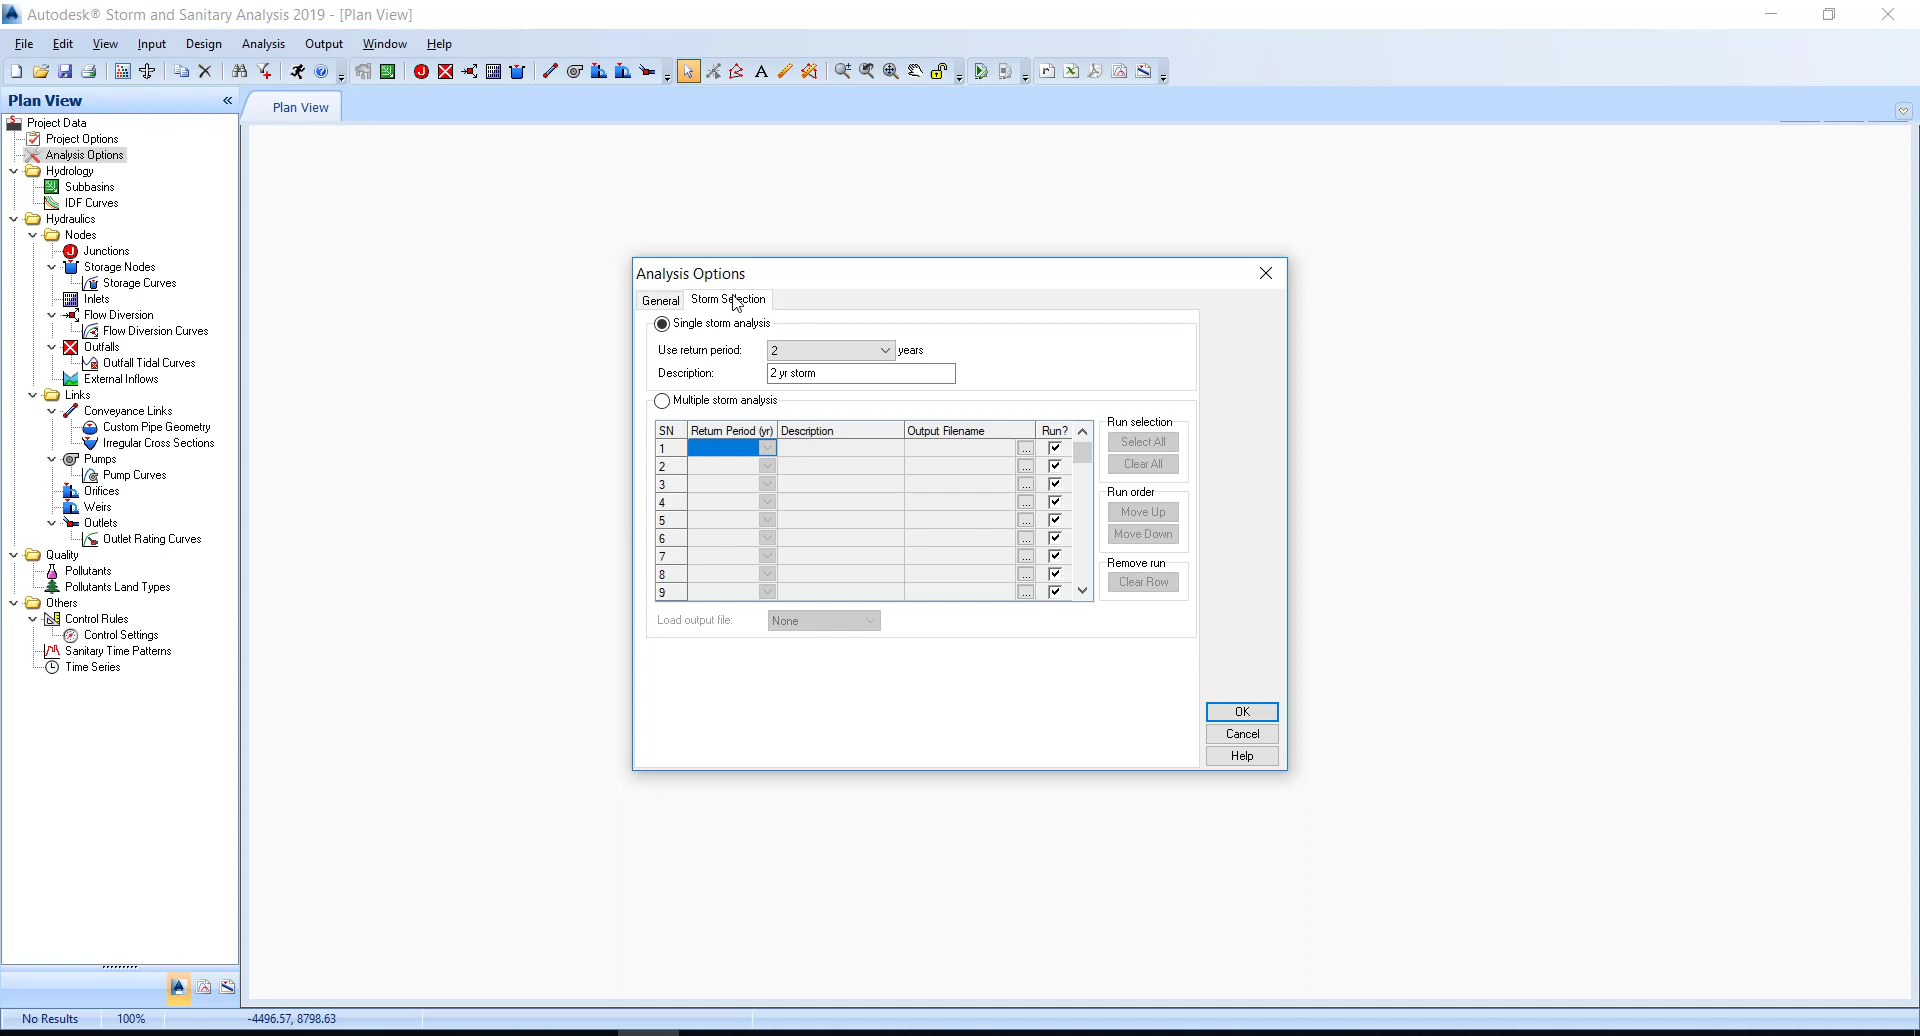 Autodesk® Storm and Sanitary Analysis 2019 - [Plan View]
File Edit View Input Design Analysis Output Window Help
Plan View «
Plan View
Project Data
Project Options
Analysis Options
Hydrology
Subbasins
IDF Curves
Hydraulics
Nodes
Junctions
Storage Nodes
Storage Curves
Inlets
Flow Diversion
Flow Diversion Curves
Outfalls
Outfall Tidal Curves
External Inflows
Links
Conveyance Links
Custom Pipe Geometry
Irregular Cross Sections
Pumps
Pump Curves
Orifices
Weirs
Outlets
Outlet Rating Curves
Quality
Pollutants
Pollutants Land Types
Others
Control Rules
Control Settings
Sanitary Time Patterns
Time Series
Analysis Options
General Storm Selection
Single storm analysis
Use return period: 2 years
Description: 2 yr storm
Multiple storm analysis
SN Return Period (yr) Description Output Filename Run?
1 ...
2 ...
3 ...
4 ...
5 ...
6 ...
7 ...
8 ...
9 ...
Run selection
Select All
Clear All
Run order
Move Up
Move Down
Remove run
Clear Row
Load output file: None
OK
Cancel
Help
No Results 100% -4496.57, 8798.63